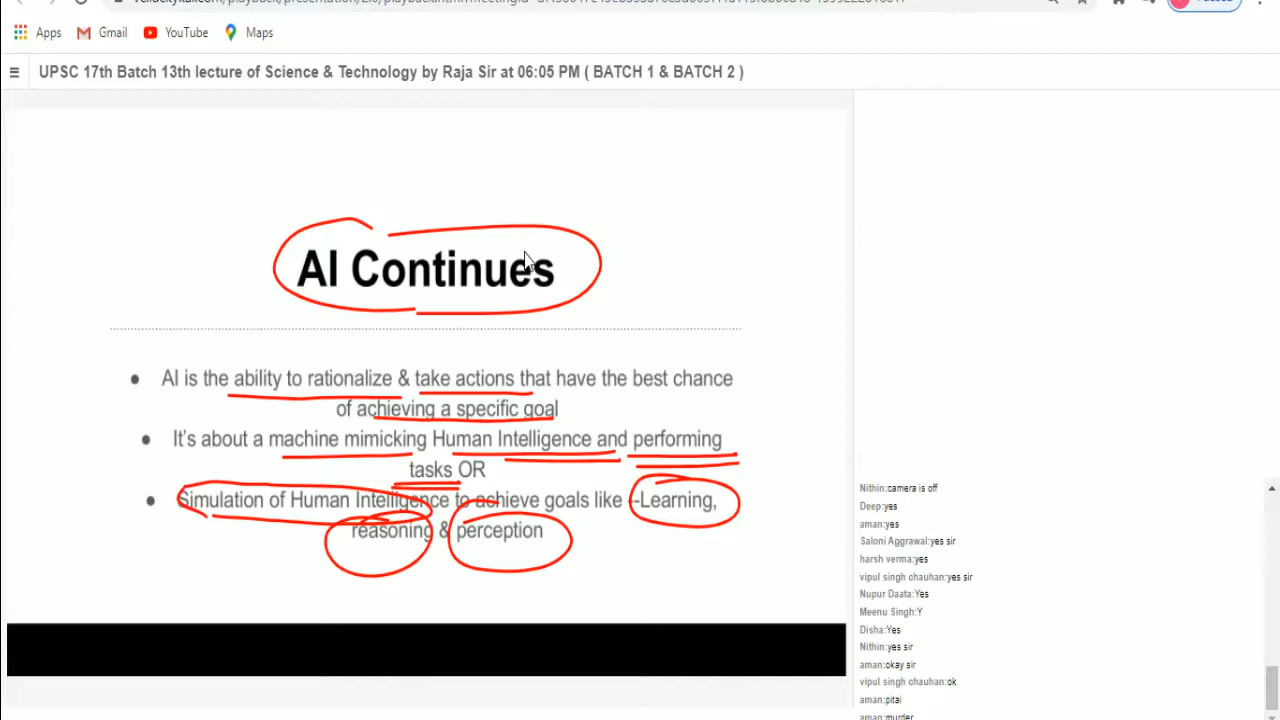 Apps Gmail YouTube Maps
UPSC 17th Batch 13th lecture of Science & Technology by Raja Sir at 06:05 PM ( BATCH 1 & BATCH 2 )
AI Continues
● AI is the ability to rationalize & take actions that have the best chance
of achieving a specific goal
● It's about a machine mimicking Human Intelligence and performing
tasks OR
● Simulation of Human Intelligence to achieve goals like --Learning,
reasoning & perception
Nithin:camera is off
Deep:yes
aman:yes
Saloni Aggrawal:yes sir
harsh verma:yes
vipul singh chauhan:yes sir
Nupur Daata:Yes
Meenu Singh:Y
Disha:Yes
Nithin:yes sir
aman:okay sir
vipul singh chauhan:ok
aman:pitai
aman:murder